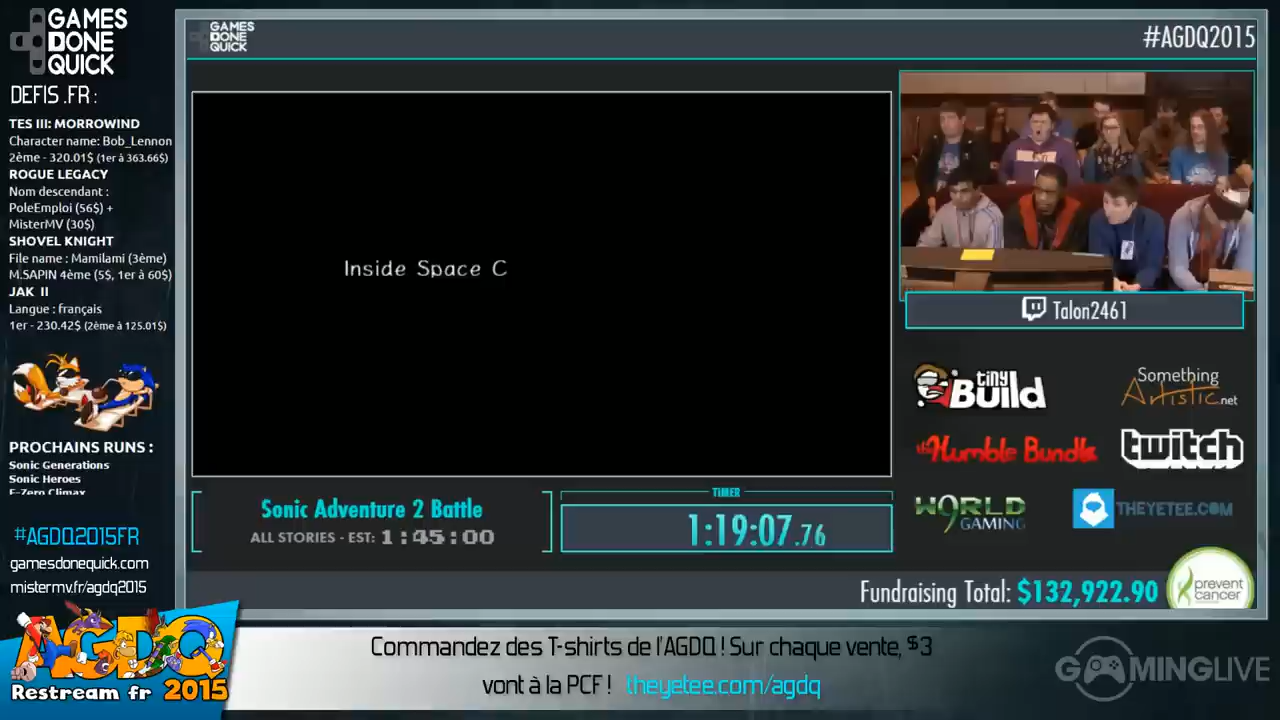 GAMES
DONE
QUICK
DEFIS .FR :
TES III: MORROWIND
Character name: Bob_Lennon
2ème - 320.01$ (1er à 363.66$)
ROGUE LEGACY
Nom descendant :
PoleEmploi (56$) +
MisterMV (30$)
SHOVEL KNIGHT
File name : Mamilami (3ème)
M.SAPIN 4ème (5$, 1er à 60$)
JAK II
Langue : français
1er - 230.42$ (2ème à 125.01$)
PROCHAINS RUNS :
Sonic Generations
Sonic Heroes
F-Zero Climax
#AGDQ2015FR
gamesdonequick.com
mistermv.fr/agdq2015
AGDQ
Restream fr 2015
GAMES
DONE
QUICK
#AGDQ2015
Inside Space C
Talon2461
tiny
Build
Something
Artistic.net
the Humble Bundle
twitch
WORLD
GAMING
THEYETEE.COM
Sonic Adventure 2 Battle
ALL STORIES - EST: 1:45:00
TIMER
1:19:07.76
Fundraising Total: $132,922.90
prevent
cancer
Commandez des T-shirts de l'AGDQ ! Sur chaque vente, $3
vont à la PCF ! theyetee.com/agdq
GAMINGLIVE